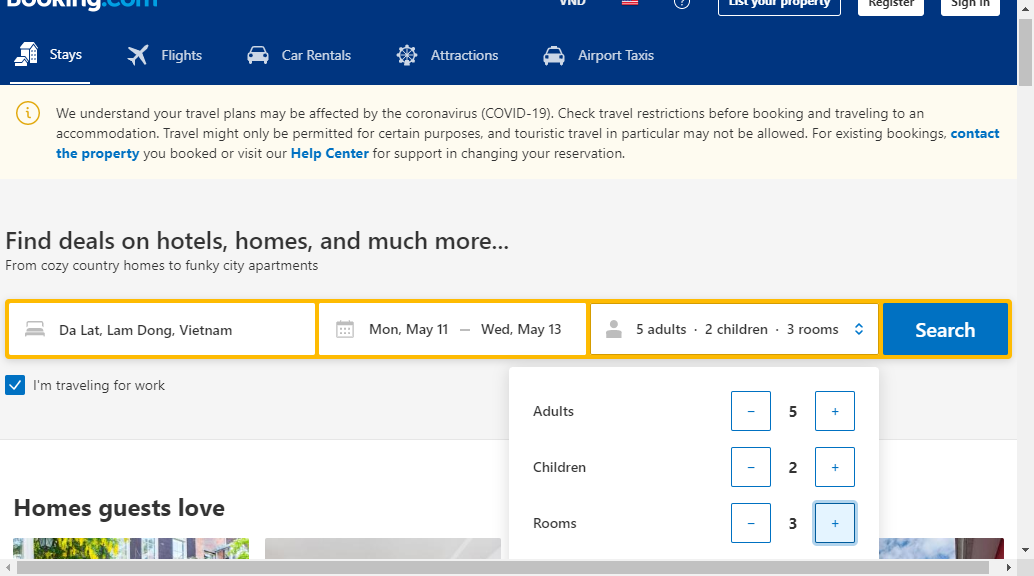 Booking.com
VND
List your property
Register
Sign in
Stays
Flights
Car Rentals
Attractions
Airport Taxis
We understand your travel plans may be affected by the coronavirus (COVID-19). Check travel restrictions before booking and traveling to an
accommodation. Travel might only be permitted for certain purposes, and touristic travel in particular may not be allowed. For existing bookings, contact
the property you booked or visit our Help Center for support in changing your reservation.
Find deals on hotels, homes, and much more...
From cozy country homes to funky city apartments
Da Lat, Lam Dong, Vietnam
Mon, May 11 — Wed, May 13
5 adults · 2 children · 3 rooms
Search
I'm traveling for work
Adults
− 5 +
Children
− 2 +
Rooms
− 3 +
Homes guests love